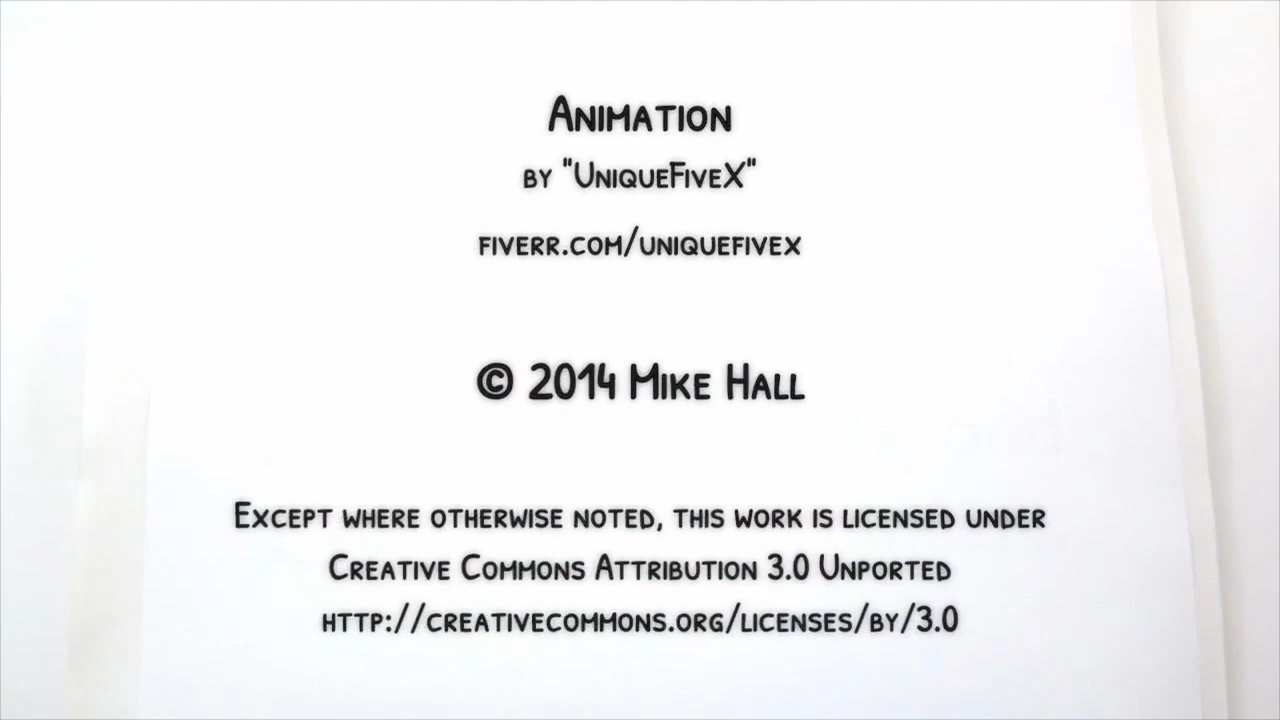 Animation
by "UniqueFiveX"
fiverr.com/uniquefivex
© 2014 Mike Hall
Except where otherwise noted, this work is licensed under
Creative Commons Attribution 3.0 Unported
http://creativecommons.org/licenses/by/3.0